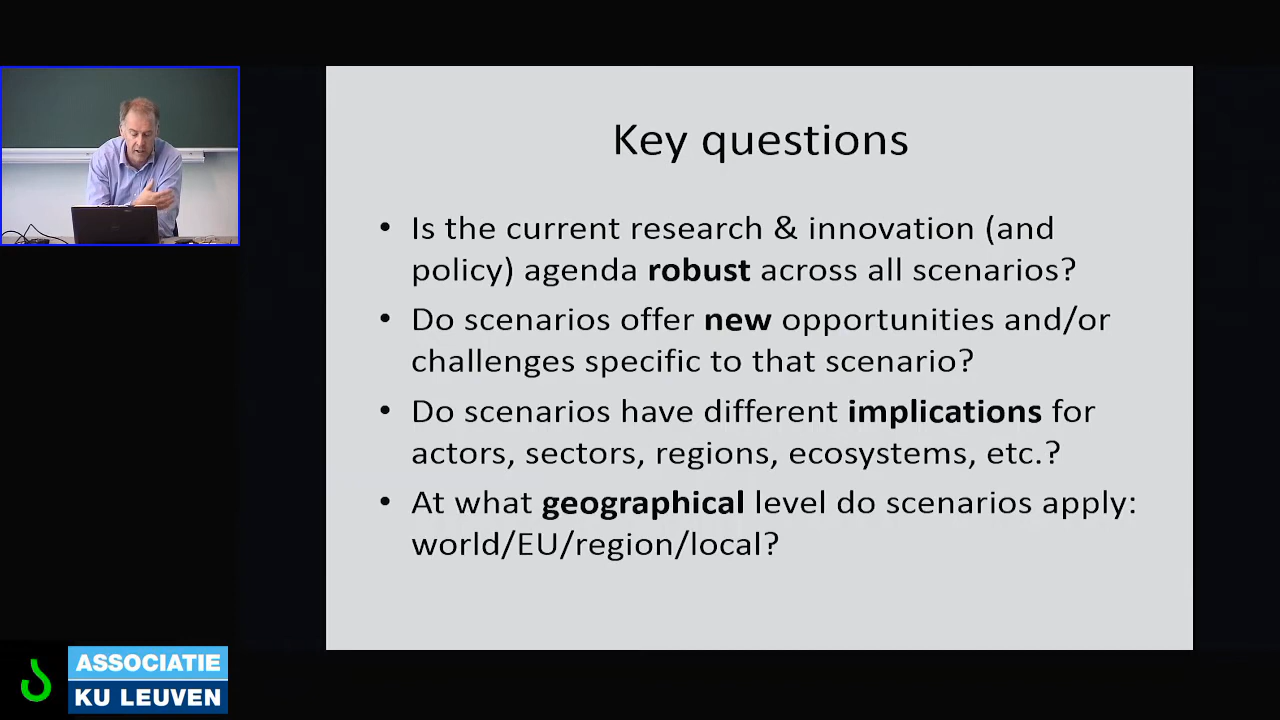 Key questions
• Is the current research & innovation (and
policy) agenda robust across all scenarios?
• Do scenarios offer new opportunities and/or
challenges specific to that scenario?
• Do scenarios have different implications for
actors, sectors, regions, ecosystems, etc.?
• At what geographical level do scenarios apply:
world/EU/region/local?
ASSOCIATIE
KU LEUVEN